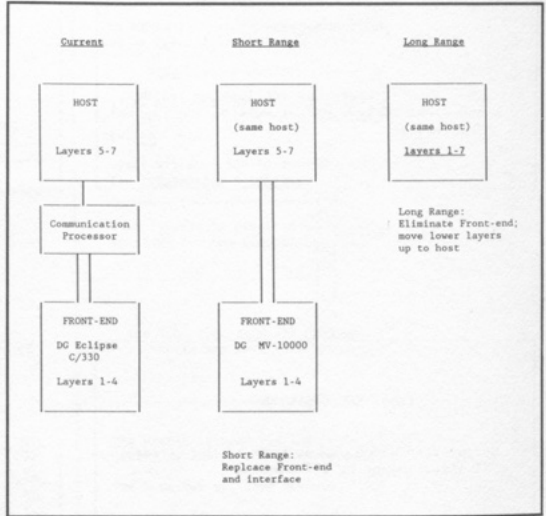 Current
Short Range
Long Range
HOST
Layers 5-7
HOST
(same host)
Layers 5-7
HOST
(same host)
layers 1-7
Communication
Processor
Long Range:
Eliminate Front-end;
move lower layers
up to host
FRONT-END
DG Eclipse
C/330
Layers 1-4
FRONT-END
DG MV-10000
Layers 1-4
Short Range:
Replcace Front-end
and interface